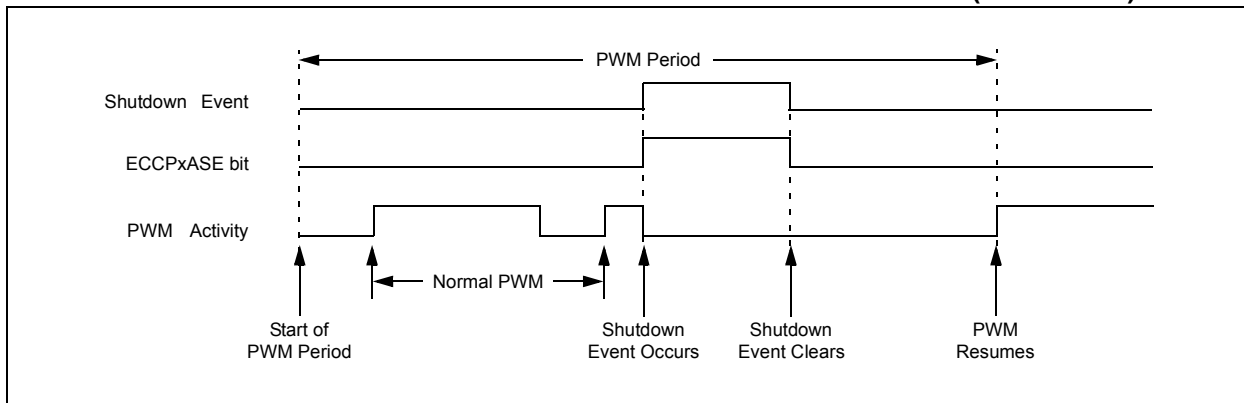 PWM Period
Shutdown Event
ECCPxASE bit
PWM Activity
Normal PWM
Start of
PWM Period
Shutdown
Event Occurs
Shutdown
Event Clears
PWM
Resumes